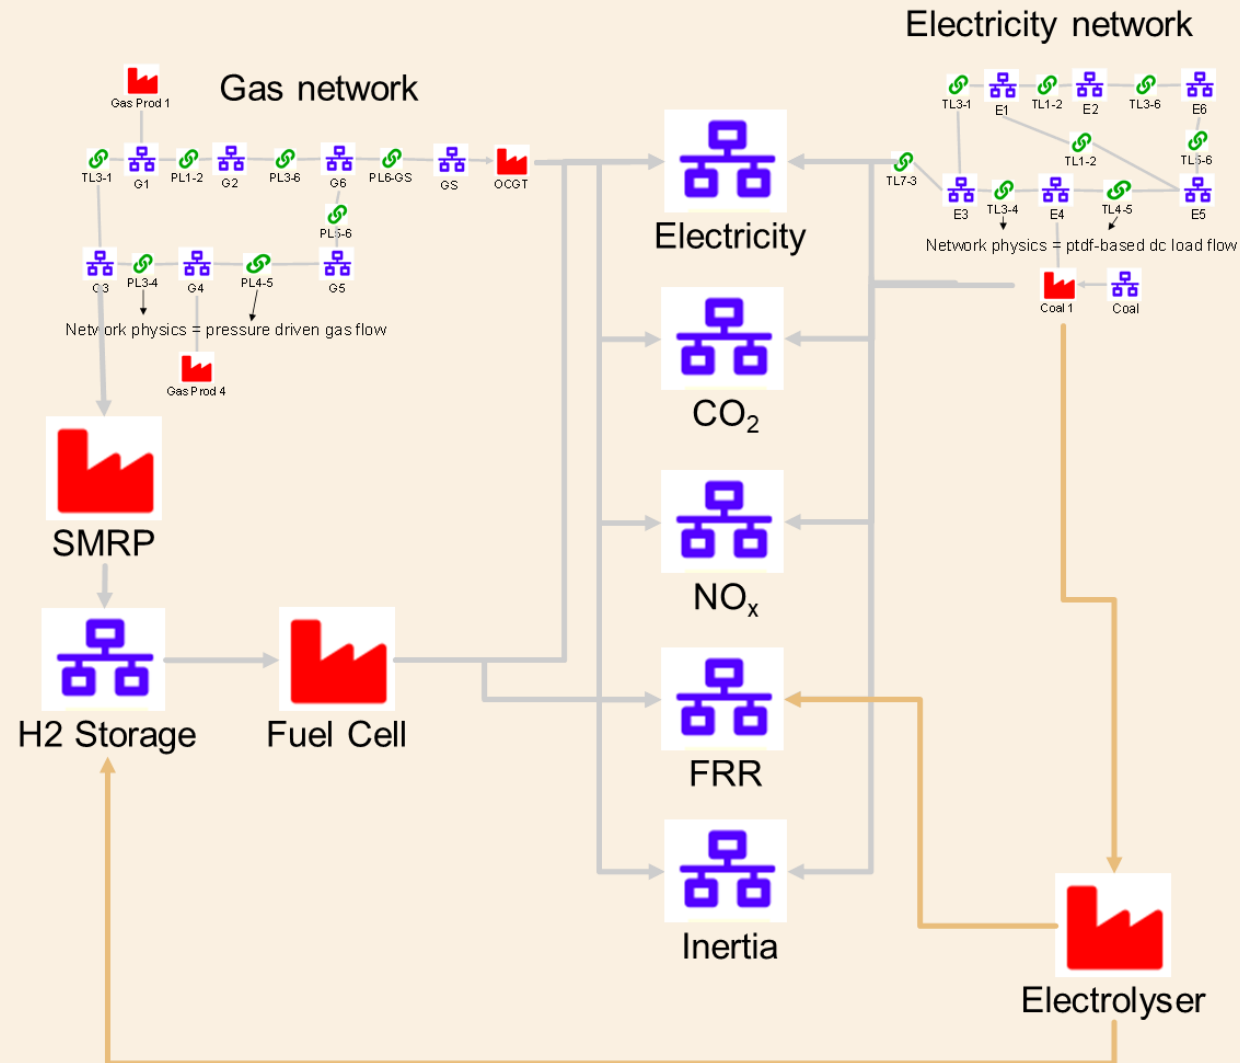 Electricity network
Gas network
Gas Prod 1
TL3-1
E1
TL1-2
E2
TL3-6
E6
TL1-2
TL5-6
TL3-1
G1
PL1-2
G2
PL3-6
G6
PL6-GS
GS
OCGT
TL7-3
E3
TL3-4
E4
TL4-5
E5
PL5-6
Electricity
Network physics = ptdf-based dc load flow
G3
PL3-4
G4
PL4-5
G5
Coal 1
Coal
Network physics = pressure driven gas flow
Gas Prod 4
CO₂
SMRP
NOₓ
H2 Storage
Fuel Cell
FRR
Inertia
Electrolyser